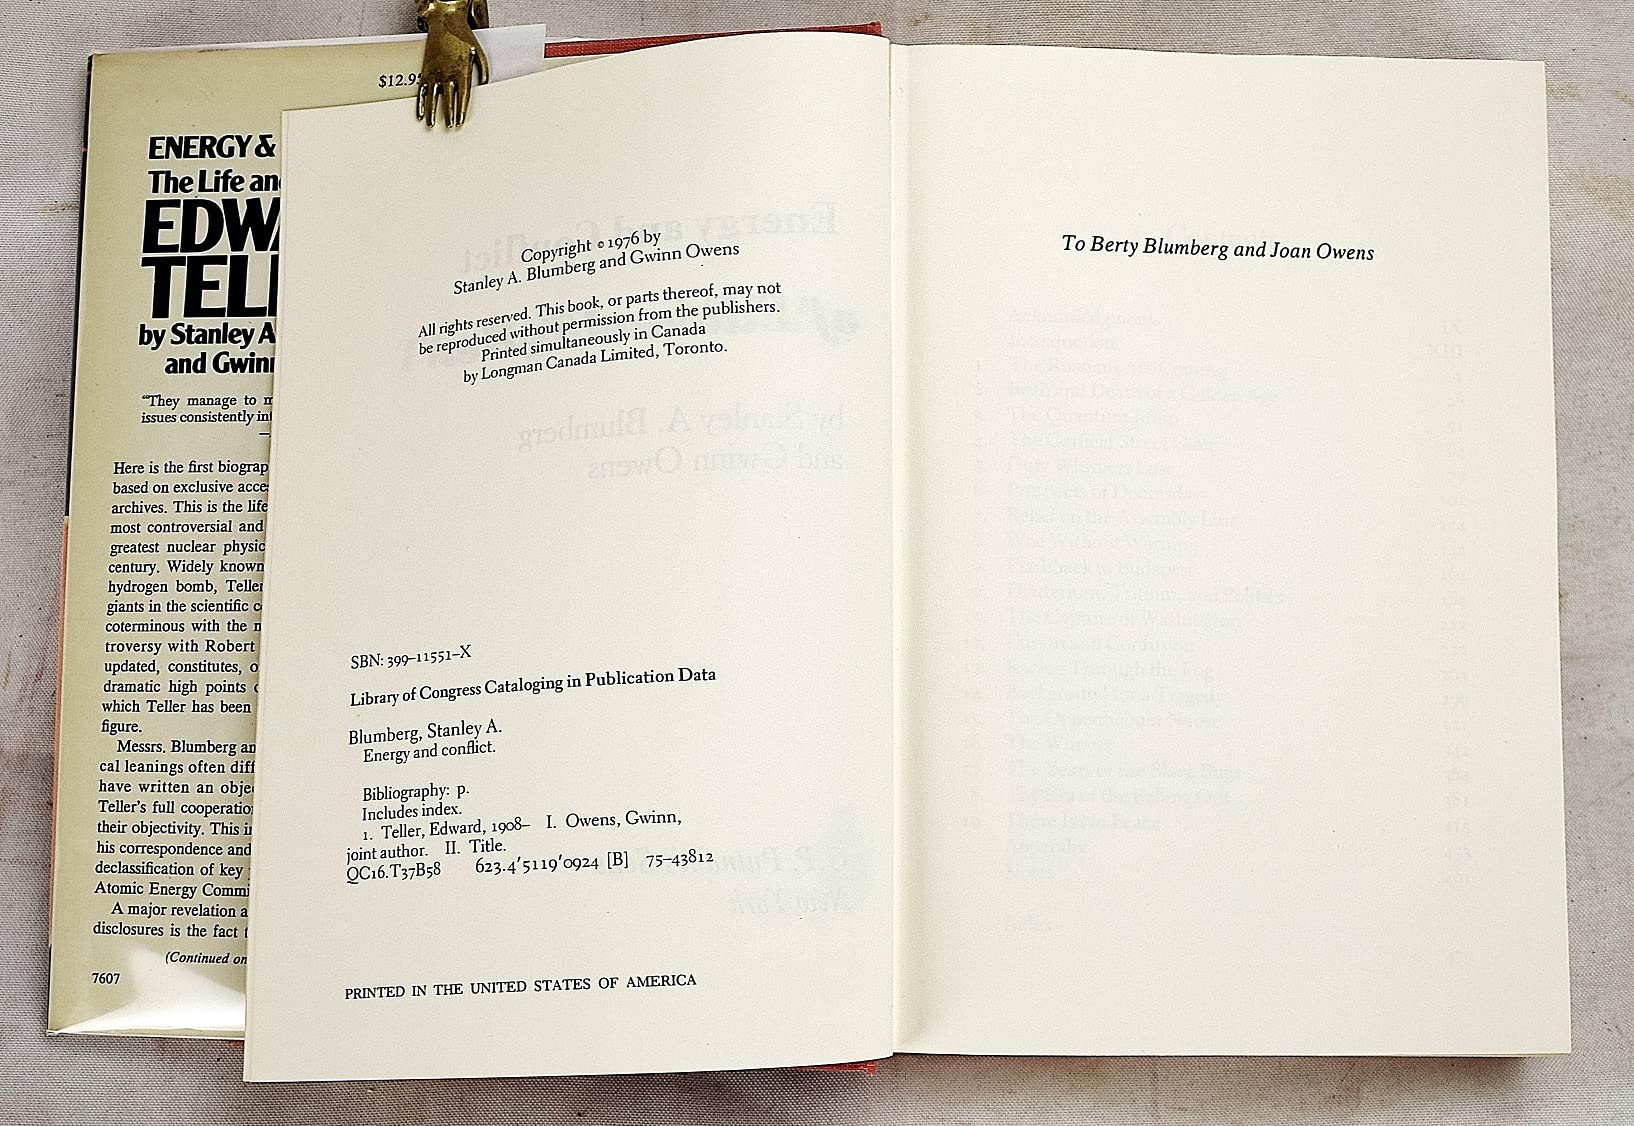 $12.95
ENERGY &
The Life an
EDW
TEL
by Stanley A
and Gwin
“They manage to
issues consistently
Here is the first biograp
based on exclusive acce
archives. This is the life
most controversial and
greatest nuclear physic
century. Widely known
hydrogen bomb, Teller
giants in the scientific c
coterminous with the
troversy with Robert
updated, constitutes, o
dramatic high points
which Teller has been
figure.
Messrs. Blumberg an
cal leanings often diff
have written an obje
Teller’s full cooperatio
their objectivity. This i
his correspondence and
declassification of key
Atomic Energy Commi
A major revelation a
disclosures is the fact t
(Continued on
7607
Copyright © 1976 by
Stanley A. Blumberg and Gwinn Owens
All rights reserved. This book, or parts thereof, may not
be reproduced without permission from the publishers.
Printed simultaneously in Canada
by Longman Canada Limited, Toronto.
SBN: 399–11551–X
Library of Congress Cataloging in Publication Data
Blumberg, Stanley A.
Energy and conflict.
Bibliography: p.
Includes index.
1. Teller, Edward, 1908– I. Owens, Gwinn,
joint author. II. Title.
QC16.T37B58 623.4′5119′0924 [B] 75–43812
PRINTED IN THE UNITED STATES OF AMERICA
To Berty Blumberg and Joan Owens